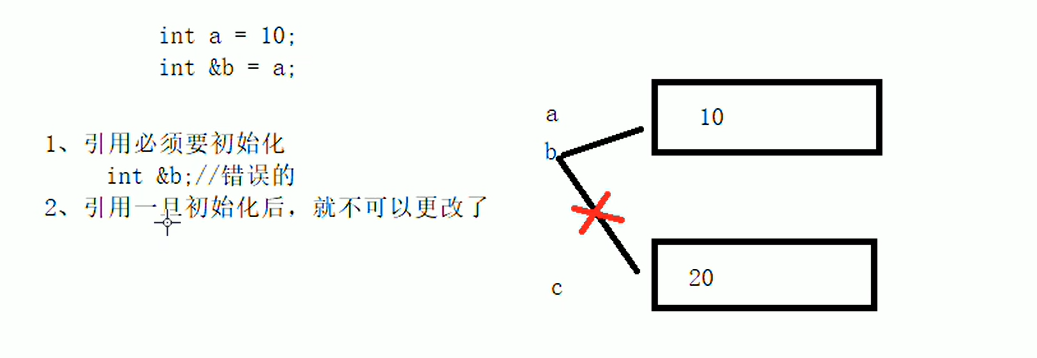 int a = 10;
int &b = a;
1、引用必须要初始化
int &b;//错误的
2、引用一旦初始化后，就不可以更改了
a
10
b
20
c